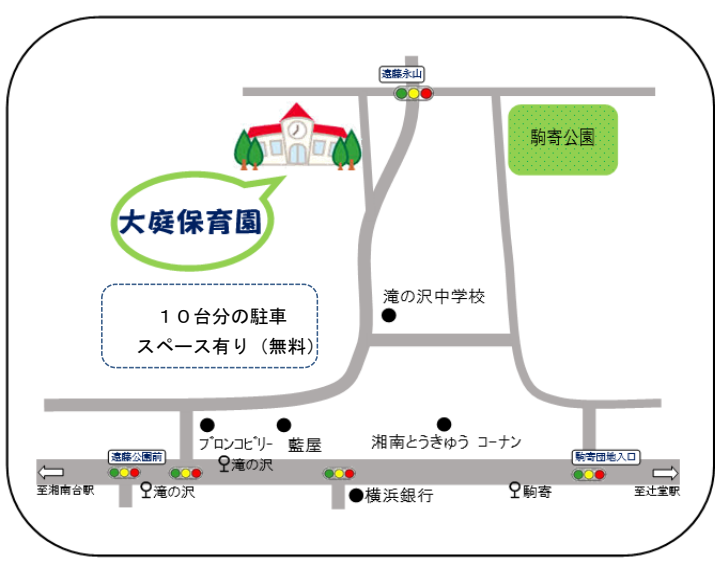 遠藤永山
駒寄公園
大庭保育園
滝の沢中学校
１０台分の駐車
スペース有り（無料）
ﾌﾞﾛﾝｺﾋﾞﾘｰ
藍屋
湘南とうきゅう コーナン
遠藤公園前
滝の沢
駒寄団地入口
至湘南台駅
滝の沢
横浜銀行
駒寄
至辻堂駅